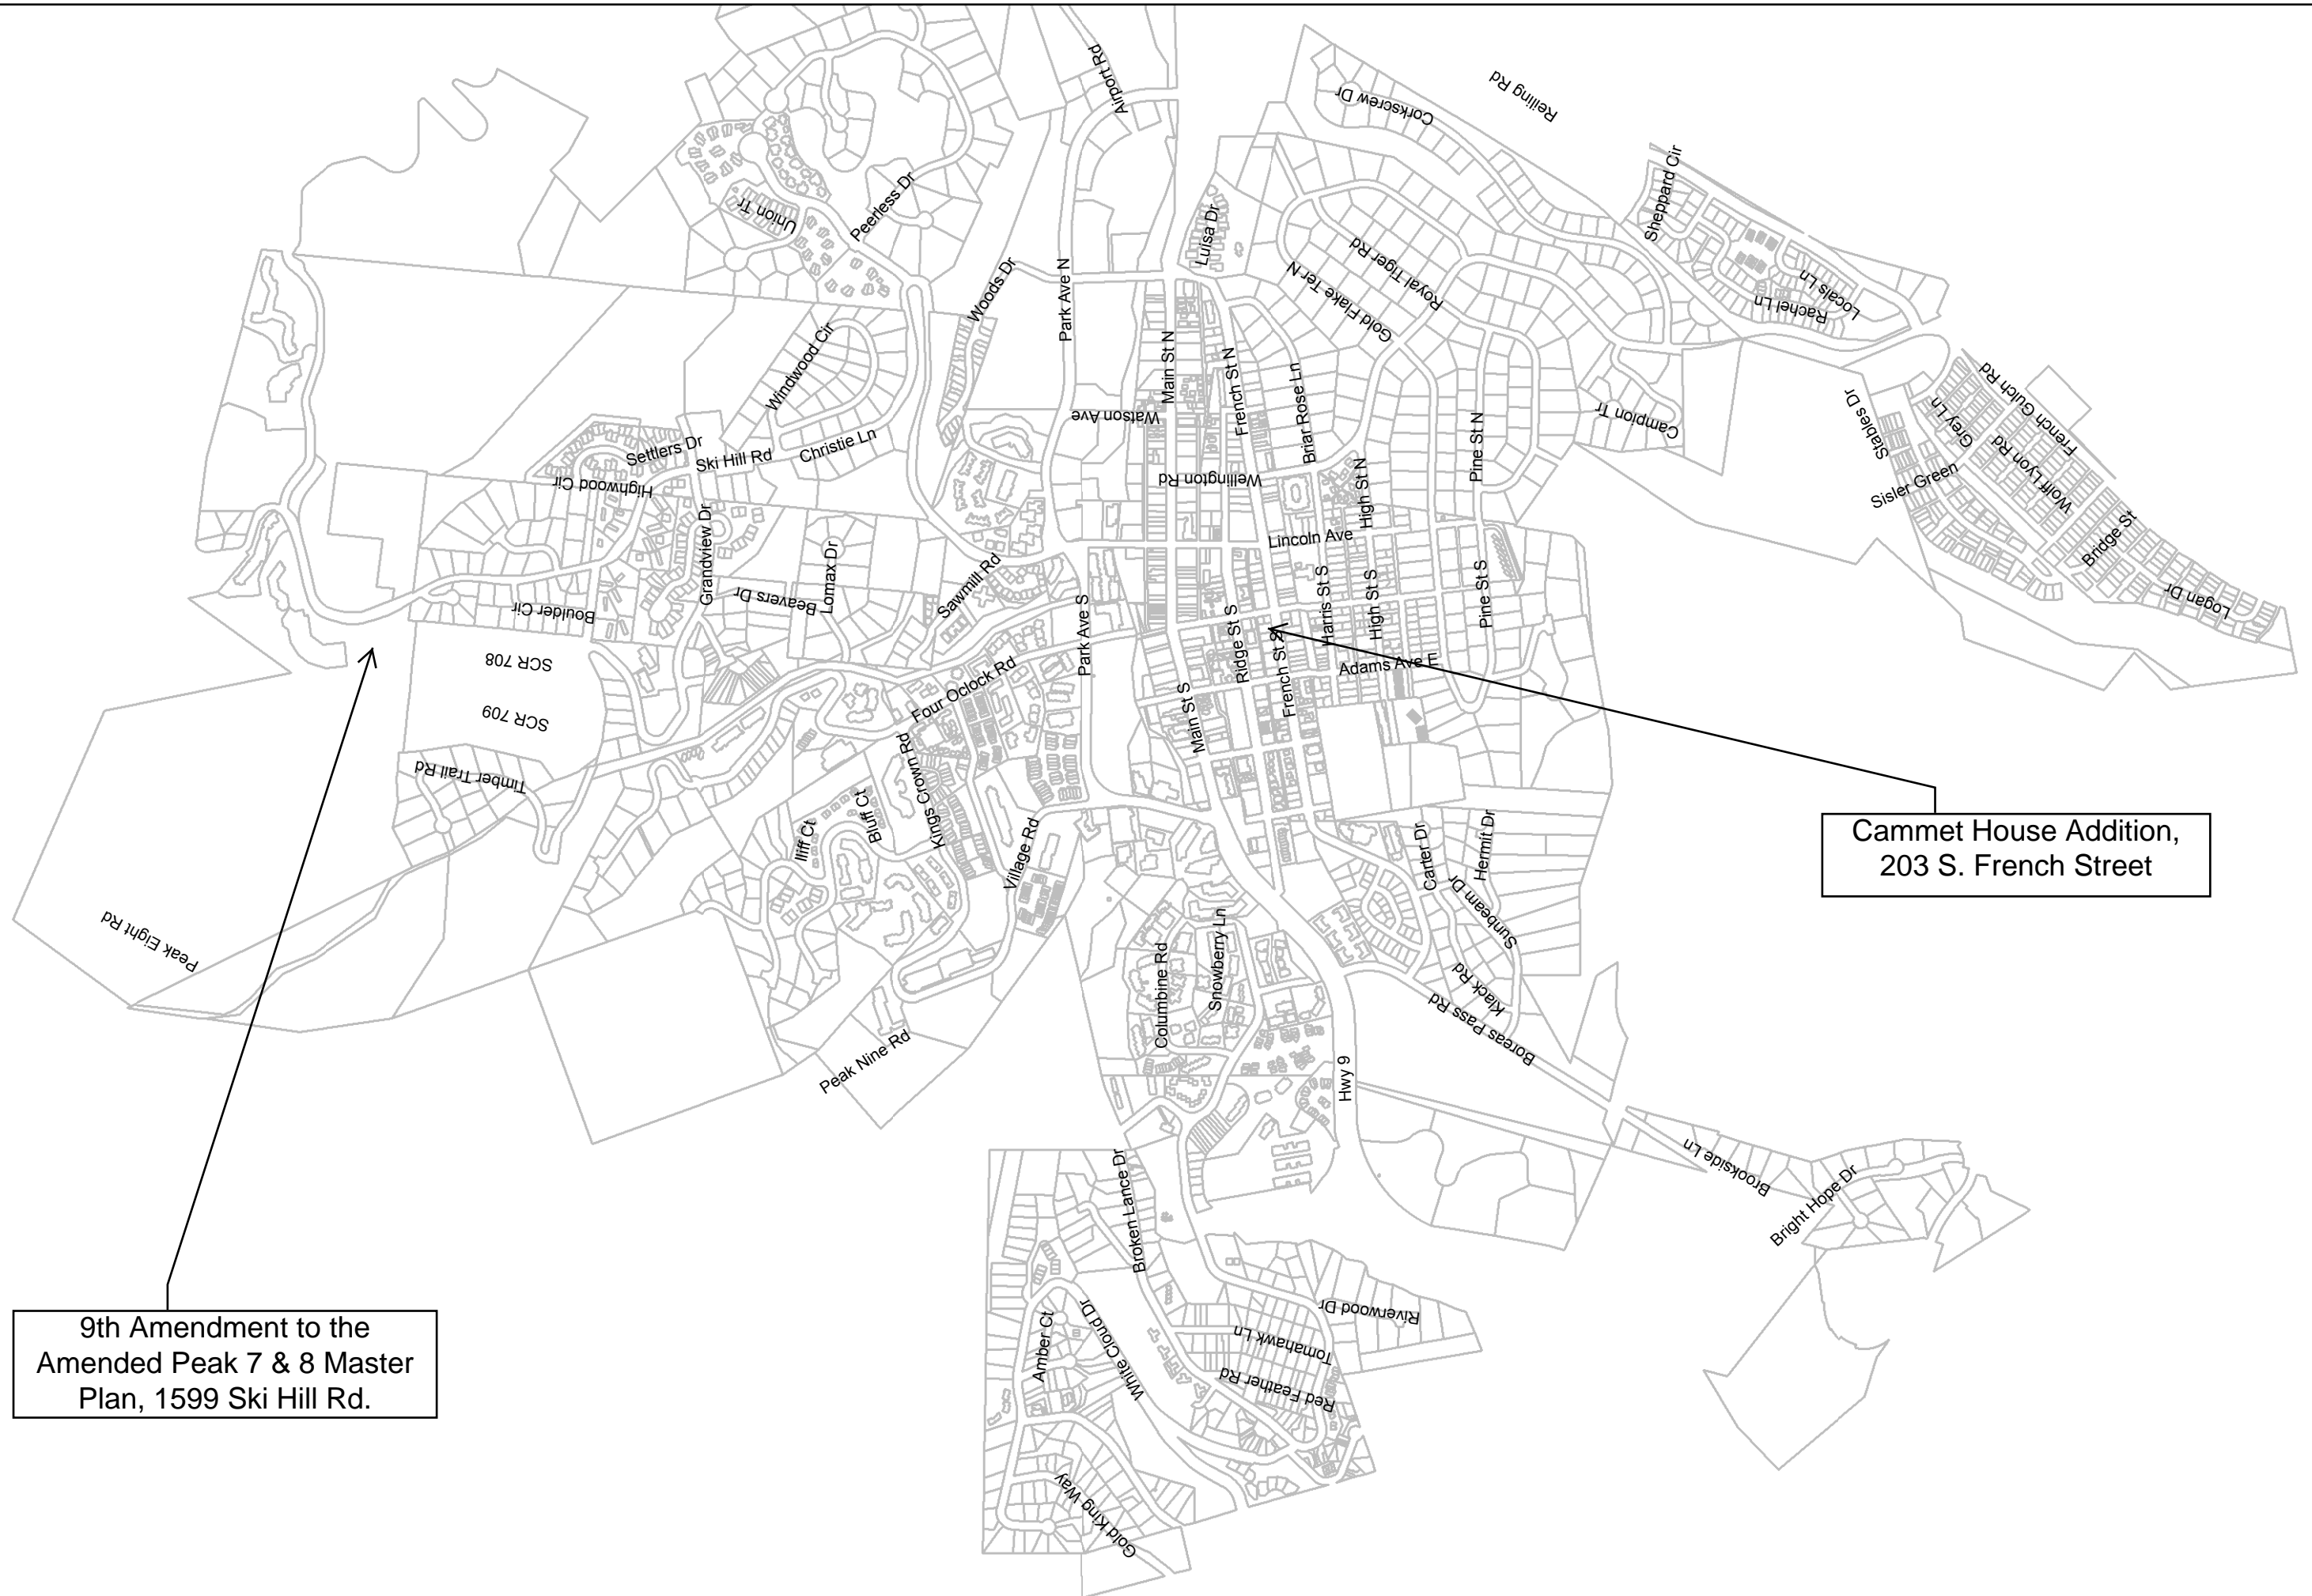 Airport Rd
Reiling Rd
Corkscrew Dr
Sheppard Cir
Peerless Dr
Union Tr
Luisa Dr
Royal Tiger Rd
Gold Flake Ter N
Locals Ln
Rachel Ln
Woods Dr
Park Ave N
Main St N
French St N
Windwood Cir
Briar Rose Ln
Campion Tr
Watson Ave
Pine St N
Stables Dr
Grey Ln
French Gulch Rd
Wolff Lyon Rd
Sisler Green
Settlers Dr
Ski Hill Rd
Christie Ln
Highwood Cir
Wellington Rd
High St N
Grandview Dr
Lomax Dr
Lincoln Ave
Bridge St
Logan Dr
Boulder Cir
Beavers Dr
Sawmill Rd
Park Ave S
Ridge St S
French St S
Harris St S
High St S
Pine St S
SCR 708
Adams Ave E
SCR 709
Four Oclock Rd
Main St S
French St S
Timber Trail Rd
Kings Crown Rd
Bluff Ct
Iliff Ct
Village Rd
Carter Dr
Hermit Dr
Cammet House Addition,
203 S. French Street
Sunbeam Dr
Peak Eight Rd
Columbine Rd
Snowberry Ln
Klack Rd
Boreas Pass Rd
Peak Nine Rd
Hwy 9
Brookside Ln
Bright Hope Dr
Broken Lance Dr
9th Amendment to the
Amended Peak 7 & 8 Master
Plan, 1599 Ski Hill Rd.
Amber Ct
White Cloud Dr
Riverwood Dr
Tomahawk Ln
Red Feather Rd
Gold King Way